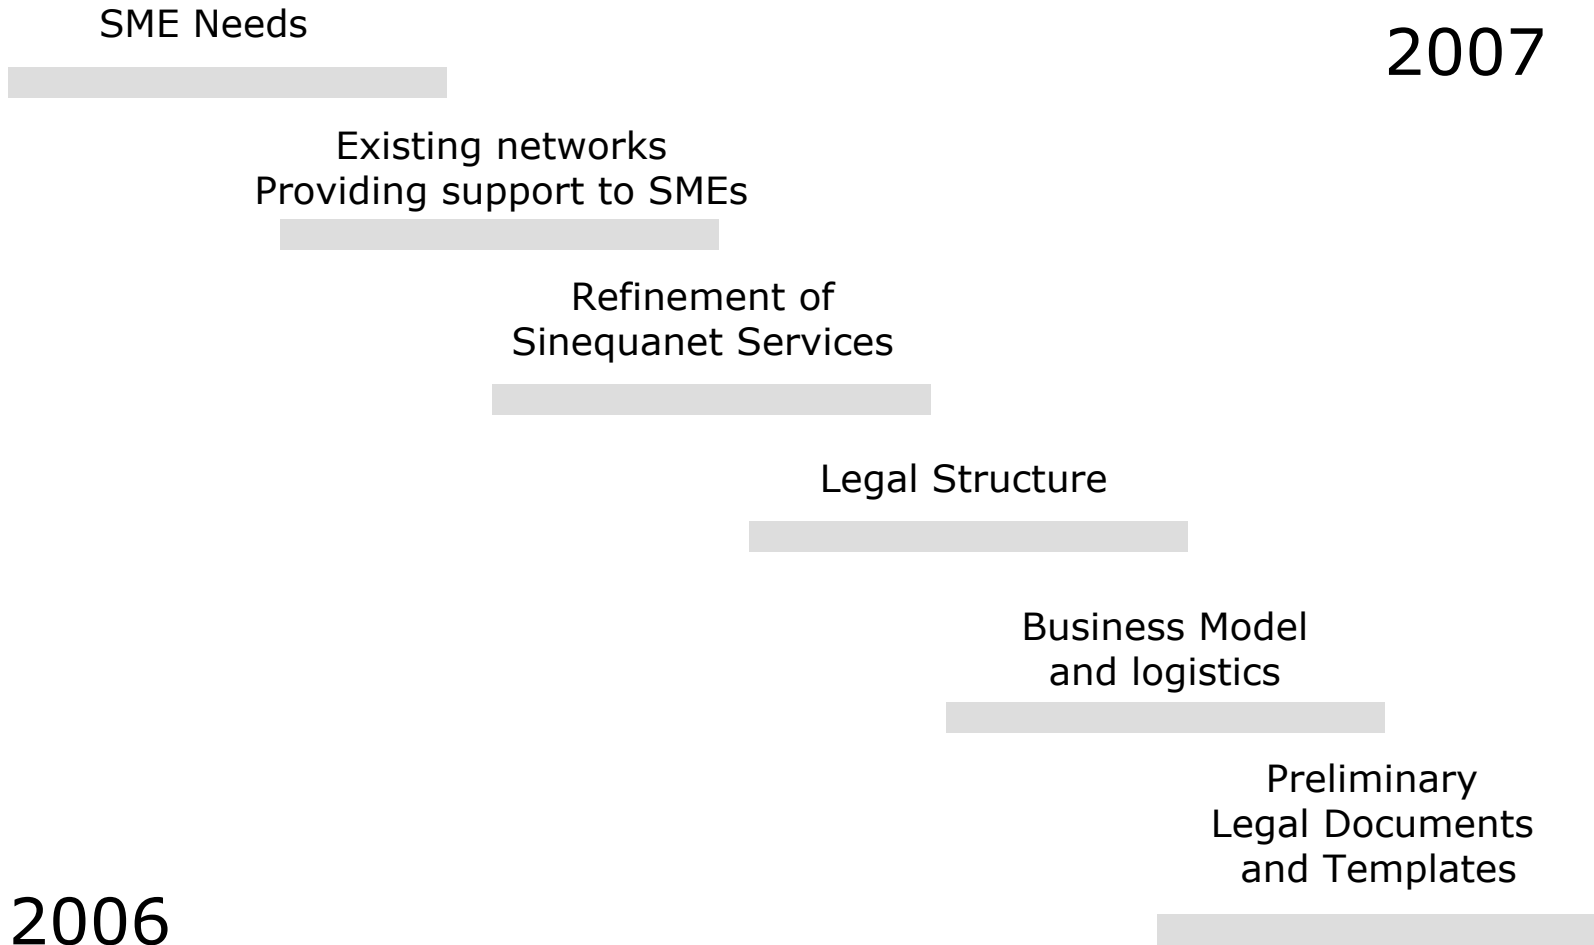 SME Needs
2007
Existing networks
Providing support to SMEs
Refinement of
Sinequanet Services
Legal Structure
Business Model
and logistics
Preliminary
Legal Documents
and Templates
2006